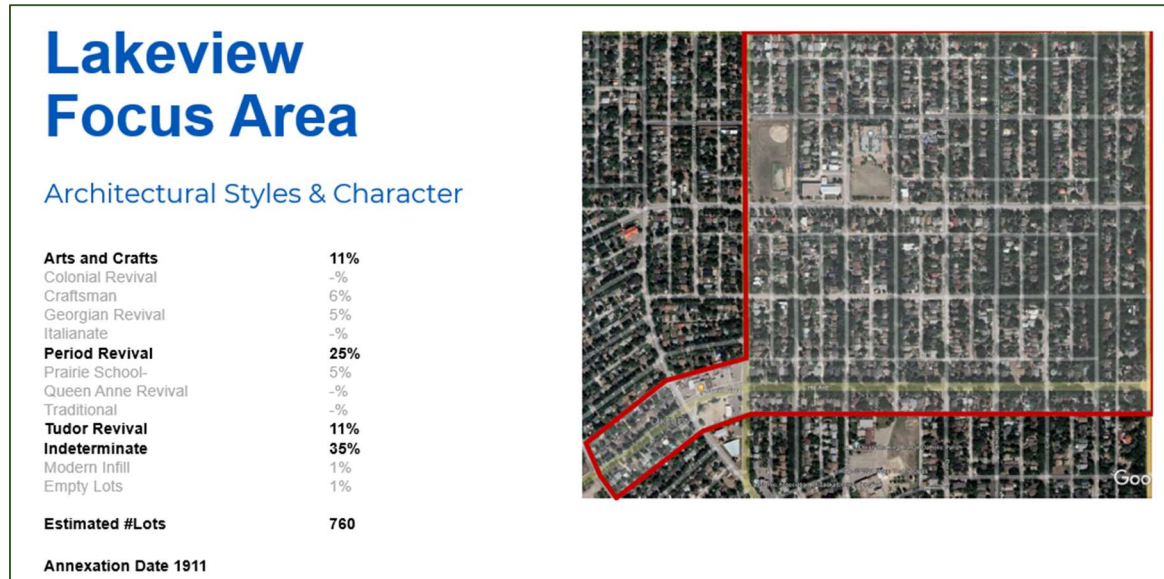 Lakeview
Focus Area
Architectural Styles & Character
Arts and Crafts 11%
Colonial Revival -%
Craftsman 6%
Georgian Revival 5%
Italianate -%
Period Revival 25%
Prairie School- 5%
Queen Anne Revival -%
Traditional -%
Tudor Revival 11%
Indeterminate 35%
Modern Infill 1%
Empty Lots 1%
Estimated #Lots 760
Annexation Date 1911
Goo